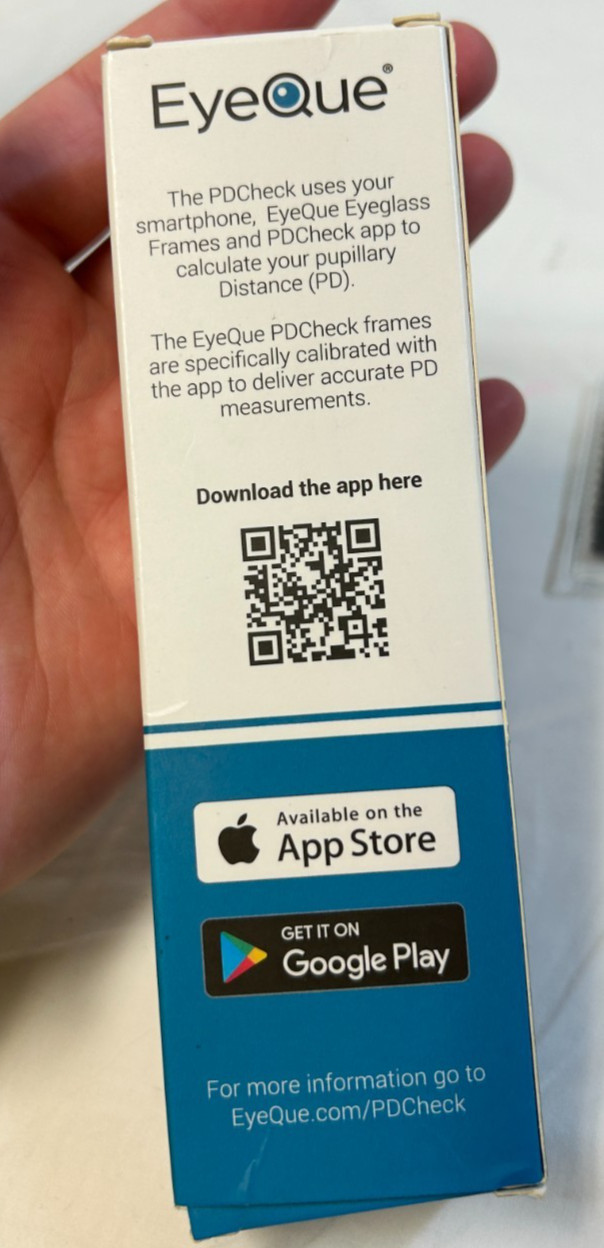 EyeQue®
The PDCheck uses your
smartphone, EyeQue Eyeglass
Frames and PDCheck app to
calculate your pupillary
Distance (PD).
The EyeQue PDCheck frames
are specifically calibrated with
the app to deliver accurate PD
measurements.
Download the app here
Available on the
App Store
GET IT ON
Google Play
For more information go to
EyeQue.com/PDCheck